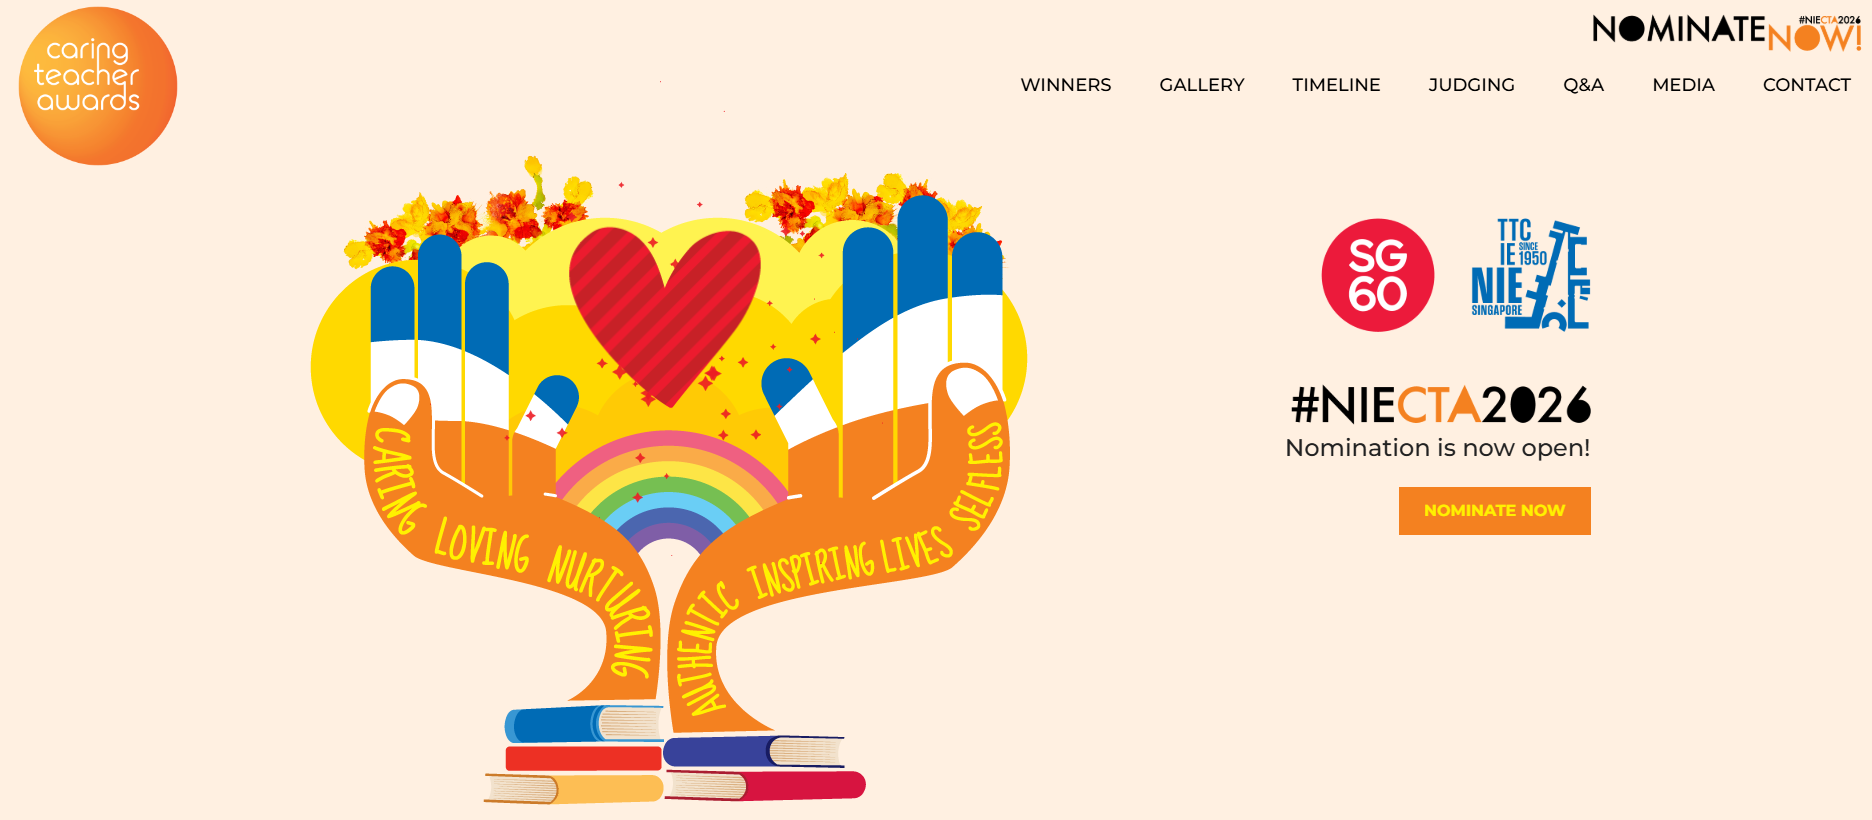 caring
teacher
awards
NOMINATE
#NIECTA2026
NOW!
WINNERS
GALLERY
TIMELINE
JUDGING
Q&A
MEDIA
CONTACT
SG
60
TTC
IE
SINCE
1950
NIE
SINGAPORE
#NIECTA2026
Nomination is now open!
NOMINATE NOW
CARING
LOVING
NURTURING
AUTHENTIC
INSPIRING LIVES
SELFLESS